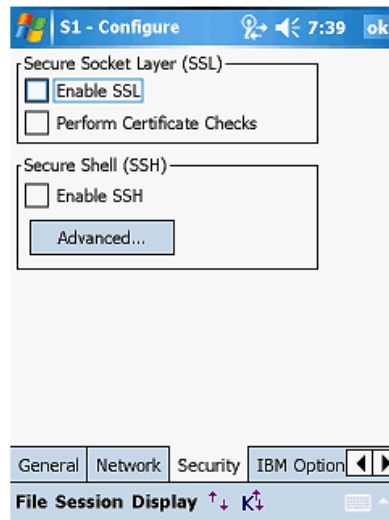 S1 - Configure 7:39 ok
Secure Socket Layer (SSL)
Enable SSL
Perform Certificate Checks
Secure Shell (SSH)
Enable SSH
Advanced...
General Network Security IBM Option
File Session Display K